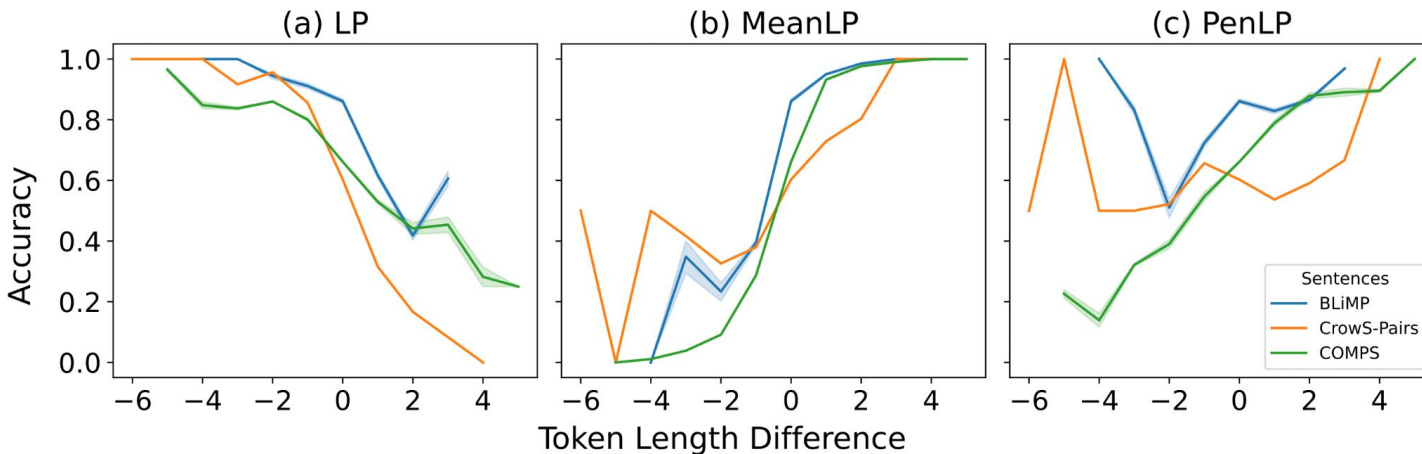 (a) LP
(b) MeanLP
(c) PenLP
Accuracy
1.0
0.8
0.6
0.4
0.2
0.0
−6 −4 −2 0 2 4
−6 −4 −2 0 2 4
−6 −4 −2 0 2 4
Token Length Difference
Sentences
BLiMP
CrowS-Pairs
COMPS